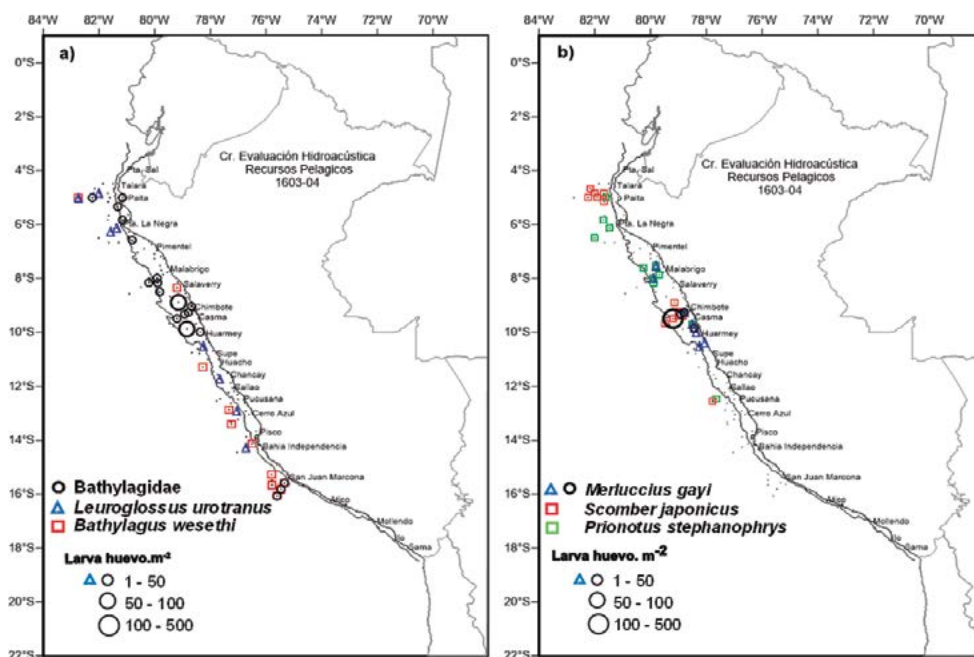 84°W 82°W 80°W 78°W 76°W 74°W 72°W 70°W
a)
0°S
2°S
4°S
6°S
8°S
10°S
12°S
14°S
16°S
18°S
20°S
22°S
Cr. Evaluación Hidroacústica
Recursos Pelagicos
1603-04
Pta. Sal
Talara
Paita
Pta. La Negra
Pimentel
Malabrigo
Salaverry
Chimbote
Casma
Huarmey
Supe
Huacho
Chancay
Callao
Pucusana
Cerro Azul
Pisco
Bahia Independencia
San Juan Marcona
Atico
Mollendo
Ilo
Sama
Bathylagidae
Leuroglossus urotranus
Bathylagus wesethi
Larva huevo.m⁻²
1 - 50
50 - 100
100 - 500
84°W 82°W 80°W 78°W 76°W 74°W 72°W 70°W
b)
0°S
2°S
4°S
6°S
8°S
10°S
12°S
14°S
16°S
18°S
20°S
22°S
Cr. Evaluación Hidroacústica
Recursos Pelagicos
1603-04
Pta. Sal
Talara
Paita
Pta. La Negra
Pimentel
Malabrigo
Salaverry
Chimbote
Casma
Huarmey
Supe
Huacho
Chancay
Callao
Pucusana
Cerro Azul
Pisco
Bahia Independencia
San Juan Marcona
Atico
Mollendo
Ilo
Sama
Merluccius gayi
Scomber japonicus
Prionotus stephanophrys
Larva huevo. m⁻²
1 - 50
50 - 100
100 - 500